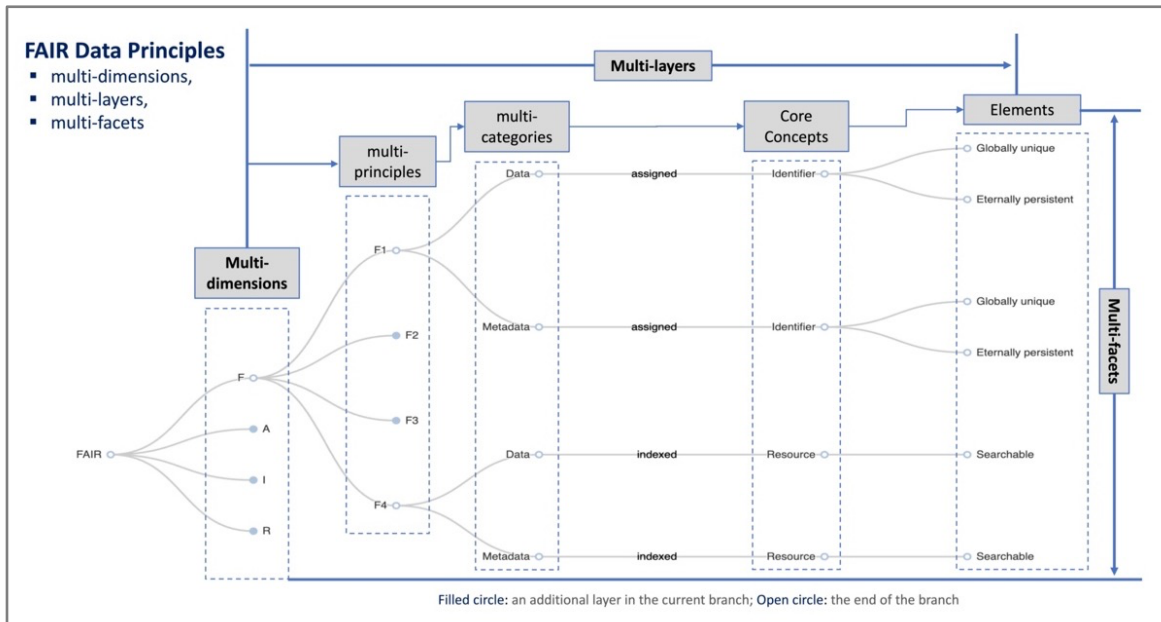 FAIR Data Principles
▪ multi-dimensions,
▪ multi-layers,
▪ multi-facets
Multi-layers
Elements
multi-
categories
Core
Concepts
multi-
principles
Globally unique
Data
assigned
Identifier
Eternally persistent
F1
Multi-
dimensions
Globally unique
Metadata
assigned
Identifier
Eternally persistent
Multi-facets
F2
F
F3
A
FAIR
Data
indexed
Resource
Searchable
I
F4
R
Metadata
indexed
Resource
Searchable
Filled circle: an additional layer in the current branch; Open circle: the end of the branch